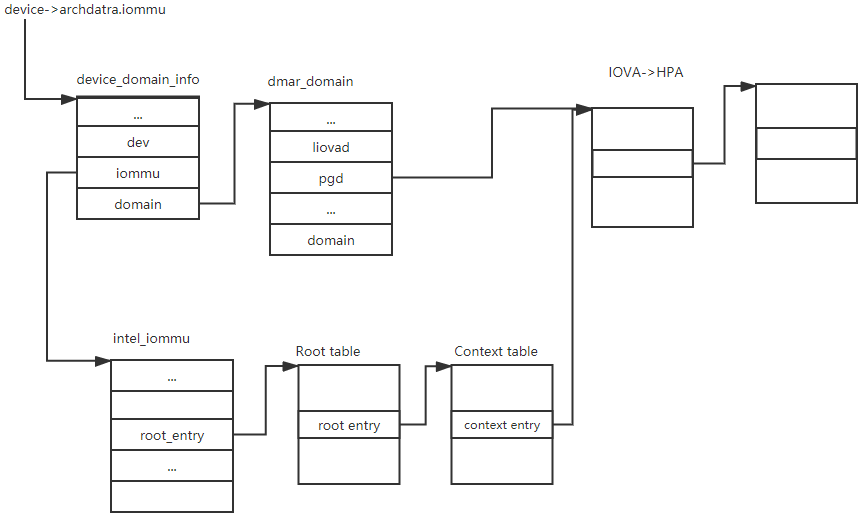 device->archdatra.iommu
device_domain_info
...
dev
iommu
domain
dmar_domain
...
liovad
pgd
...
domain
IOVA->HPA
intel_iommu
...
root_entry
...
Root table
root entry
Context table
context entry